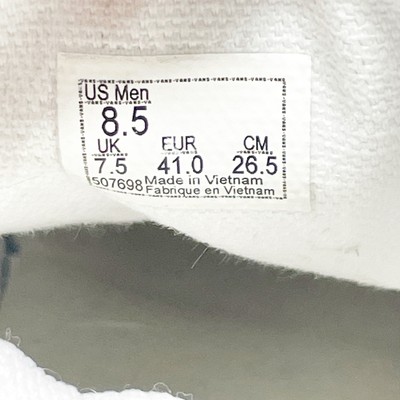 US Men
8.5
UK EUR CM
7.5 41.0 26.5
507698 Made in Vietnam
Fabrique en Vietnam